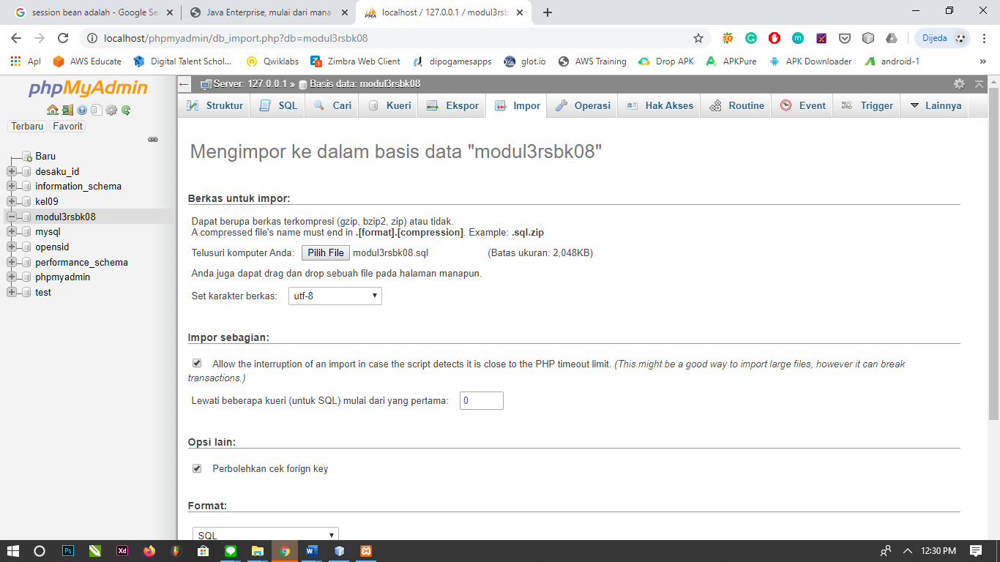 session bean adalah - Google Se
Java Enterprise, mulai dari mana
localhost / 127.0.0.1 / modul3rsb
localhost/phpmyadmin/db_import.php?db=modul3rsbk08
Dijeda
Apl
AWS Educate
Digital Talent Schol...
Qwiklabs
Zimbra Web Client
dipogamesapps
glot.io
AWS Training
Drop APK
APKPure
APK Downloader
android-1
»
phpMyAdmin
Terbaru Favorit
Baru
desaku_id
information_schema
kel09
modul3rsbk08
mysql
opensid
performance_schema
phpmyadmin
test
Server: 127.0.0.1 » Basis data: modul3rsbk08
Struktur
SQL
Cari
Kueri
Ekspor
Impor
Operasi
Hak Akses
Routine
Event
Trigger
Lainnya
Mengimpor ke dalam basis data "modul3rsbk08"
Berkas untuk impor:
Dapat berupa berkas terkompresi (gzip, bzip2, zip) atau tidak.
A compressed file's name must end in .[format].[compression]. Example: .sql.zip
Telusuri komputer Anda: Pilih File modul3rsbk08.sql (Batas ukuran: 2,048KB)
Anda juga dapat drag dan drop sebuah file pada halaman manapun.
Set karakter berkas: utf-8
Impor sebagian:
Allow the interruption of an import in case the script detects it is close to the PHP timeout limit. (This might be a good way to import large files, however it can break
transactions.)
Lewati beberapa kueri (untuk SQL) mulai dari yang pertama: 0
Opsi lain:
Perbolehkan cek forign key
Format:
SQL
12:30 PM